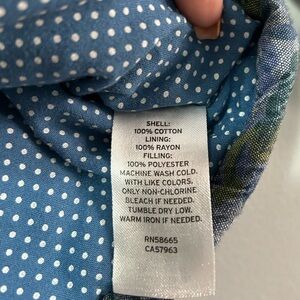 SHELL:
100% COTTON
LINING:
100% RAYON
FILLING:
100% POLYESTER
MACHINE WASH COLD.
WITH LIKE COLORS,
ONLY NON-CHLORINE
BLEACH IF NEEDED.
TUMBLE DRY LOW.
WARM IRON IF NEEDED.
RN58665
CA57963